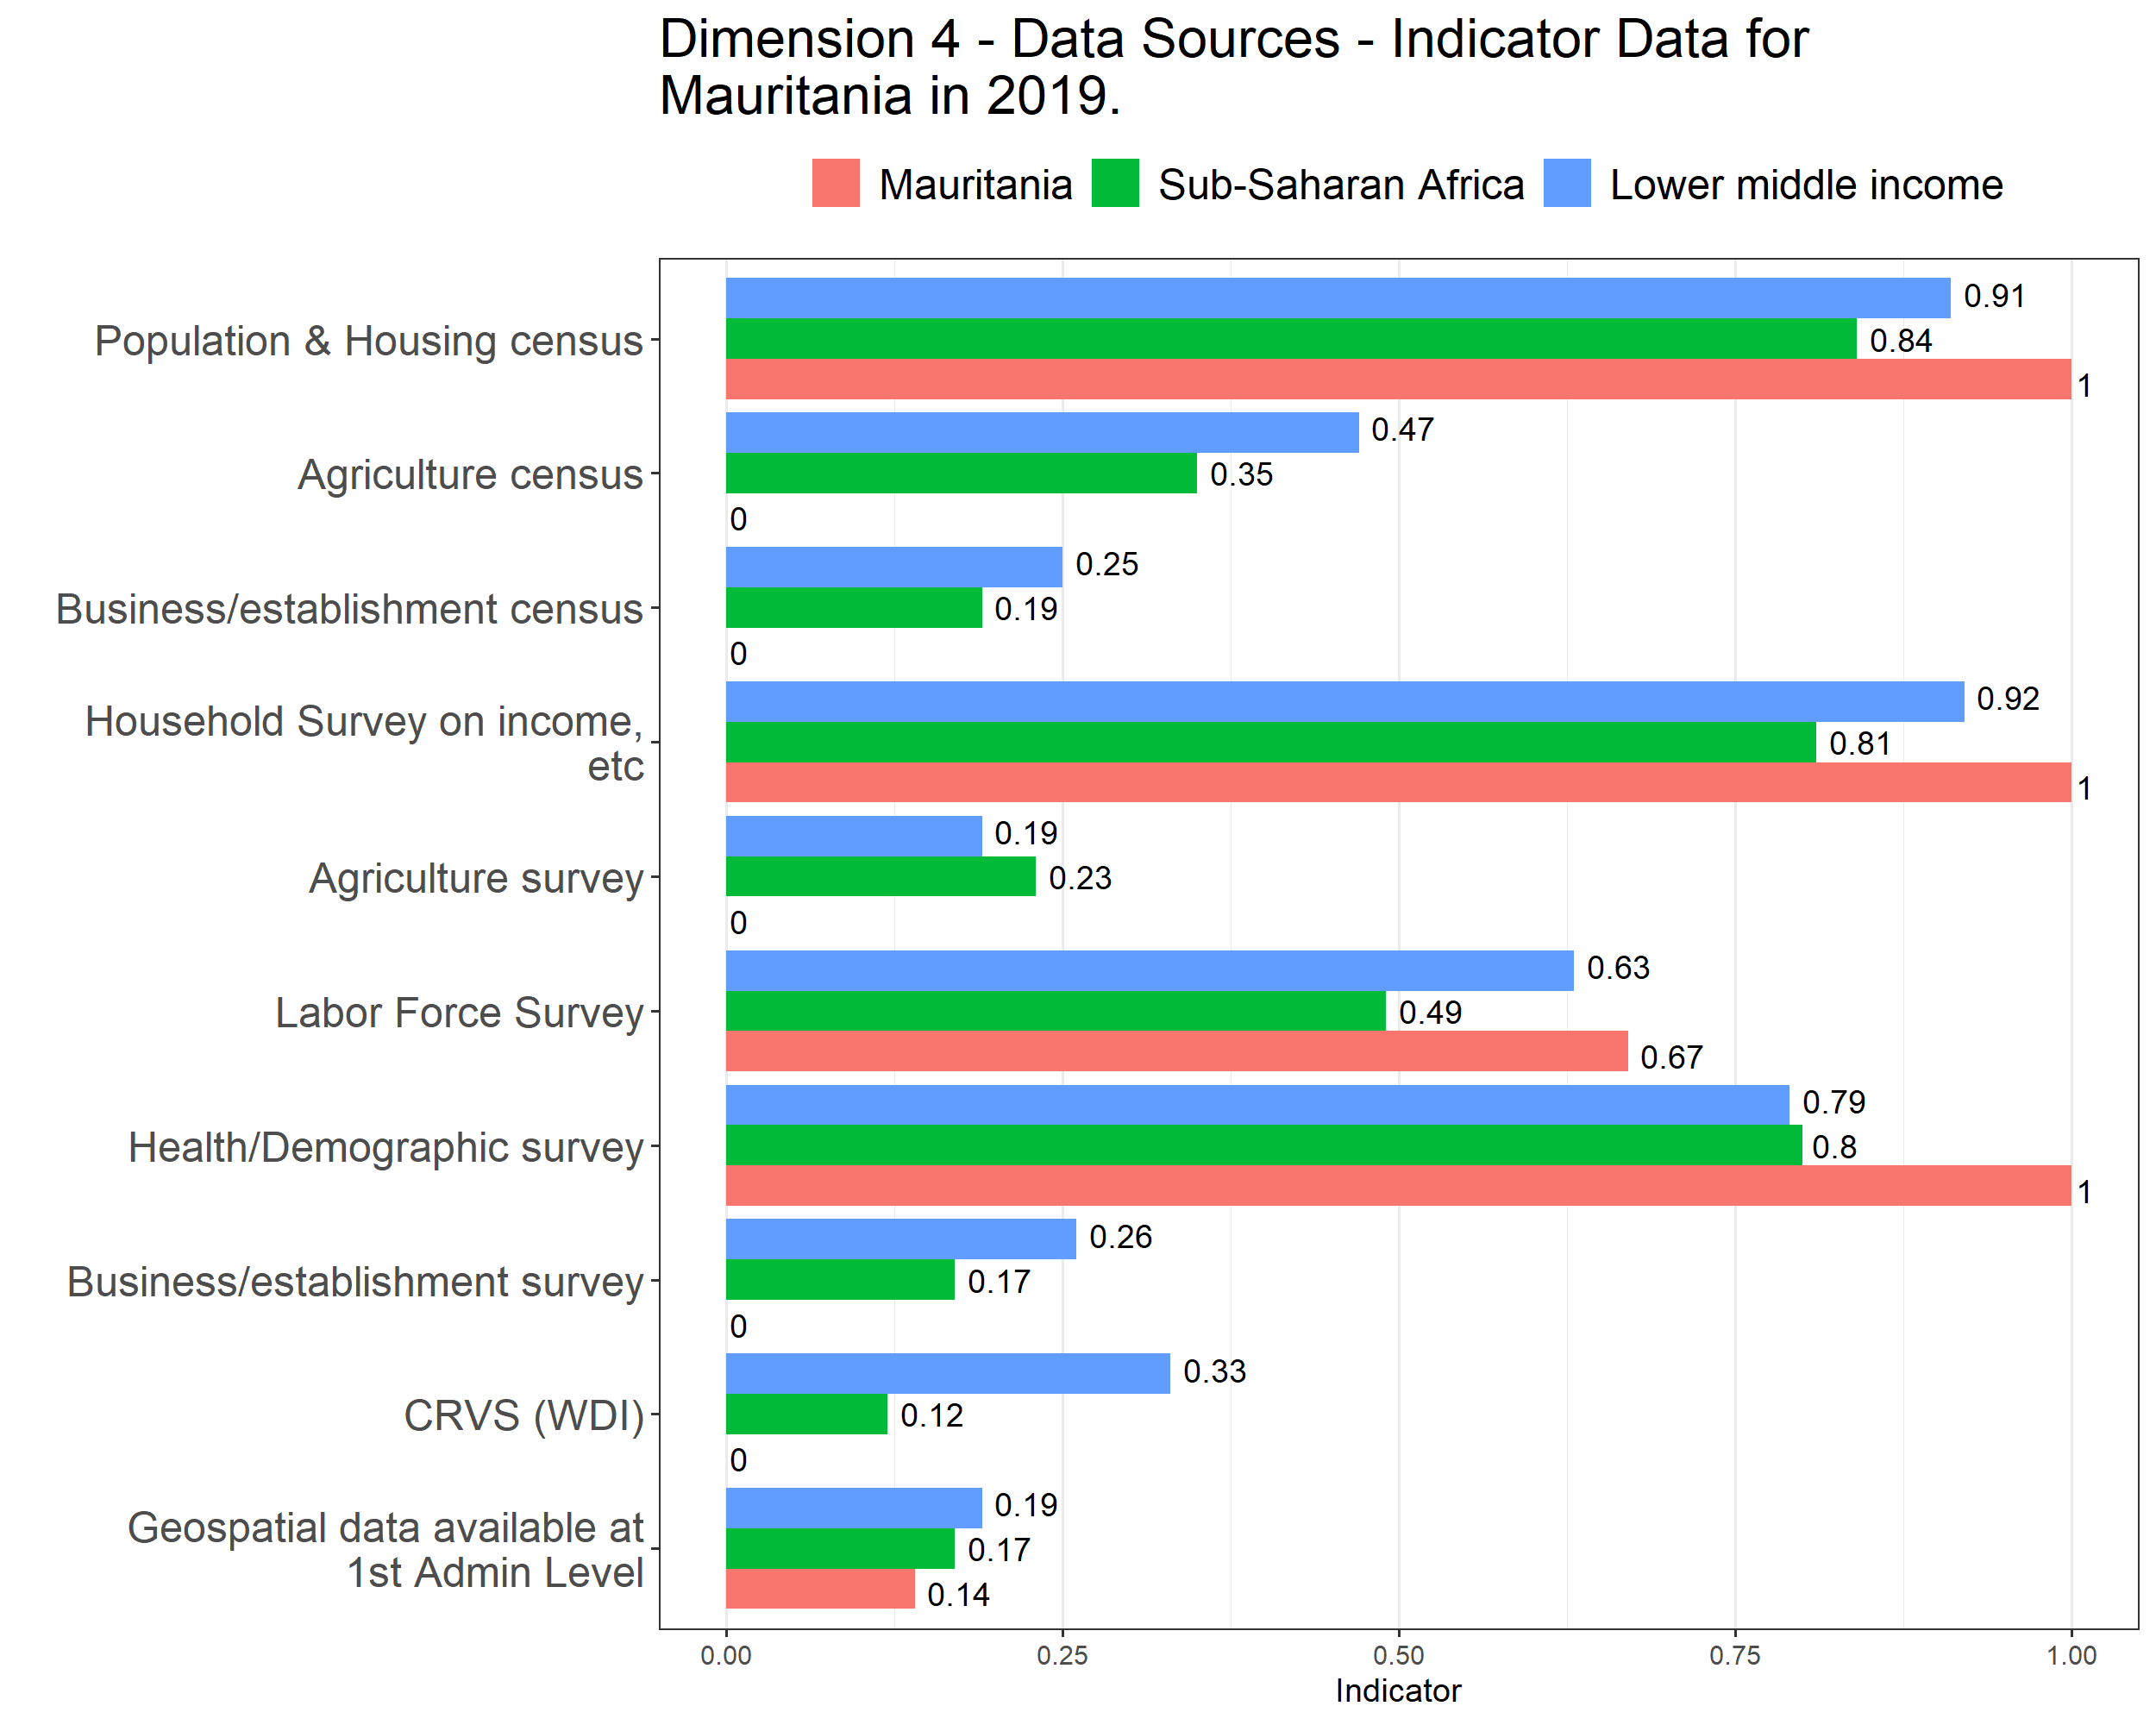 Dimension 4 - Data Sources - Indicator Data for
Mauritania in 2019.
Mauritania
Sub-Saharan Africa
Lower middle income
Population & Housing census
0.91
0.84
1
Agriculture census
0.47
0.35
0
Business/establishment census
0.25
0.19
0
Household Survey on income,
etc
0.92
0.81
1
Agriculture survey
0.19
0.23
0
Labor Force Survey
0.63
0.49
0.67
Health/Demographic survey
0.79
0.8
1
Business/establishment survey
0.26
0.17
0
CRVS (WDI)
0.33
0.12
0
Geospatial data available at
1st Admin Level
0.19
0.17
0.14
0.00
0.25
0.50
0.75
1.00
Indicator